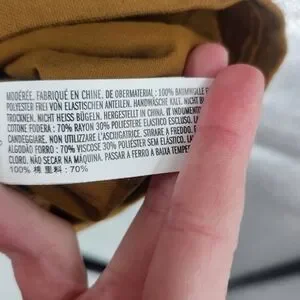 MODÉRÉE. FABRIQUÉ EN CHINE. DE OBERMATERIAL : 100% BAUMWOLLE
POLYESTER FREI VON ELASTISCHEN ANTEILEN. HANDWÄSCHE KALT. NICHT
TROCKNEN. NICHT HEISS BÜGELN. HERGESTELLT IN CHINA. IT INDUMENTO
COTONE FODERA : 70% RAYON 30% POLIESTERE ELASTICO ESCLUSO.
CANDEGGIARE. NON UTILIZZARE L'ASCIUGATRICE. STIRARE A FREDDO.
ALGODÃO FORRO : 70% VISCOSE 30% POLIÉSTER ELÁSTICO
CLORO. NÃO SECAR NA MÁQUINA. PASSAR A FERRO A BAIXA
100% 棉 里料 : 70%